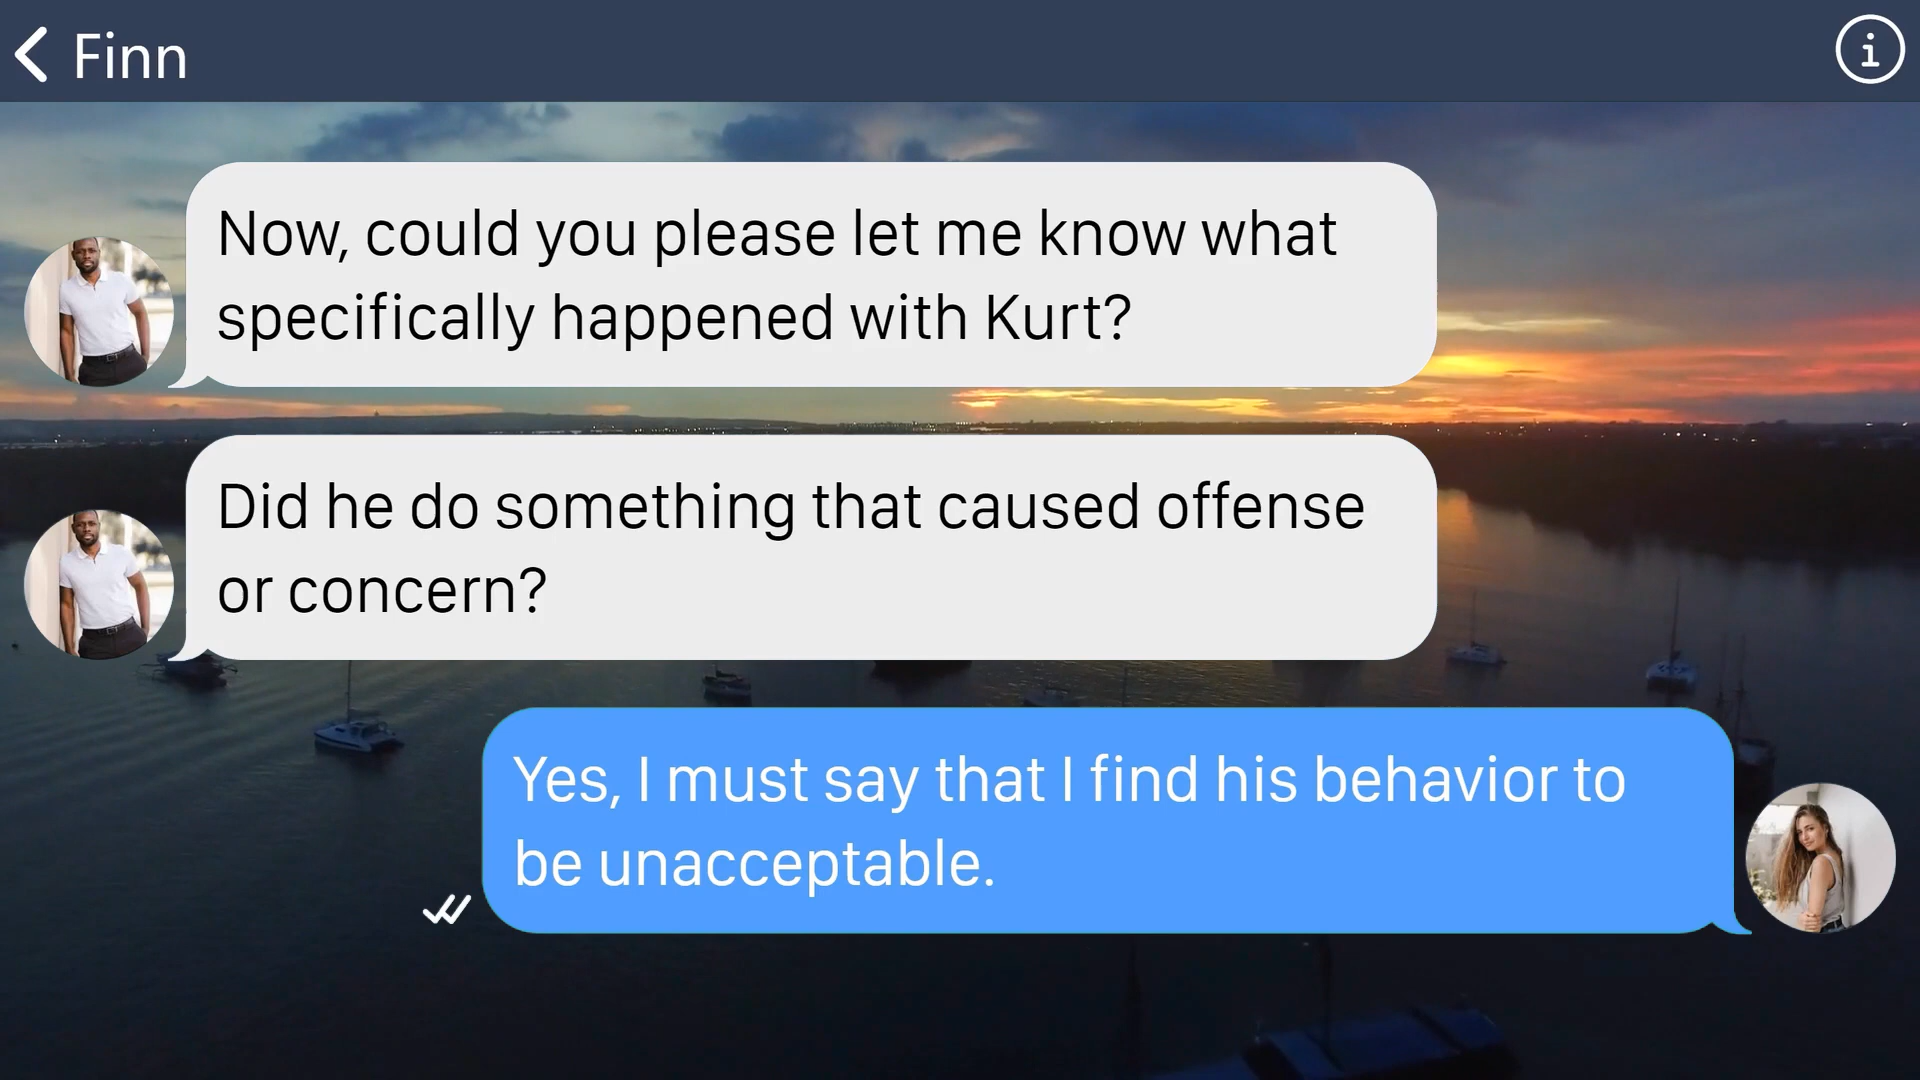 Finn
Now, could you please let me know what
specifically happened with Kurt?
Did he do something that caused offense
or concern?
Yes, I must say that I find his behavior to
be unacceptable.